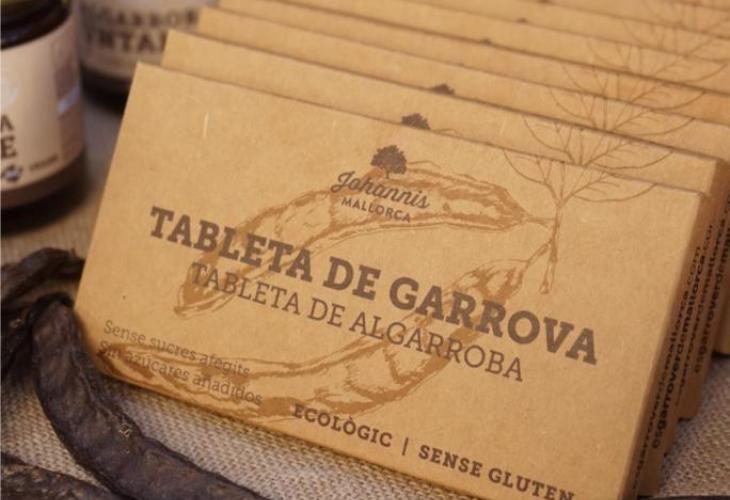 Johannis
MALLORCA
TABLETA DE GARROVA
TABLETA DE ALGARROBA
Sense sucres afegits
Sin azúcares añadidos
ECOLÒGIC | SENSE GLUTEN